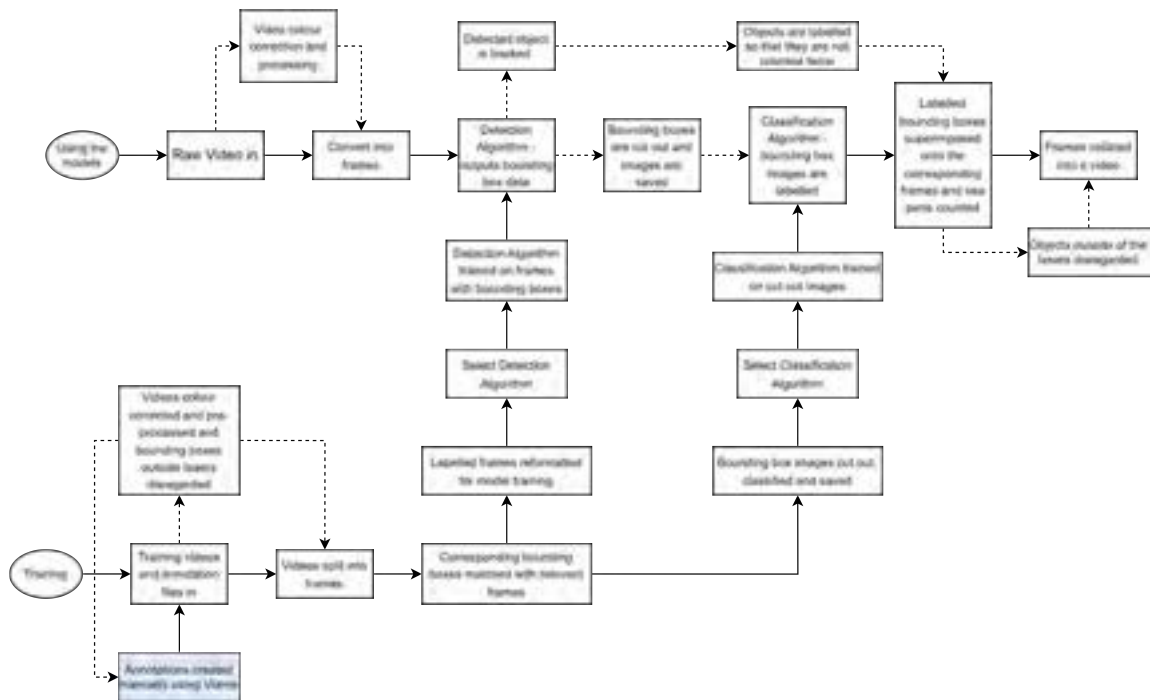 Video colour
correction and
processing
Detected object
is tracked
Objects are labelled
so that they are not
counted twice
Using the
models
Raw Video in
Convert into
frames
Detection
Algorithm -
outputs bounding
box data
Bounding boxes
are cut out and
images are
saved
Classification
Algorithm -
bounding box
images are
labelled
Labelled
bounding boxes
superimposed
onto the
corresponding
frames and sea
pens counted
Frames collated
into a video
Objects outside of the
lasers disregarded
Detection Algorithm
trained on frames
with bounding boxes
Classification Algorithm trained
on cut out images
Select Detection
Algorithm
Select Classification
Algorithm
Videos colour
corrected and pre-
processed and
bounding boxes
outside lasers
disregarded
Labelled frames reformatted
for model training
Bounding box images cut out,
classified and saved
Training
Training videos
and annotation
files in
Videos split into
frames
Corresponding bounding
boxes matched with relevant
frames
Annotations created
manually using